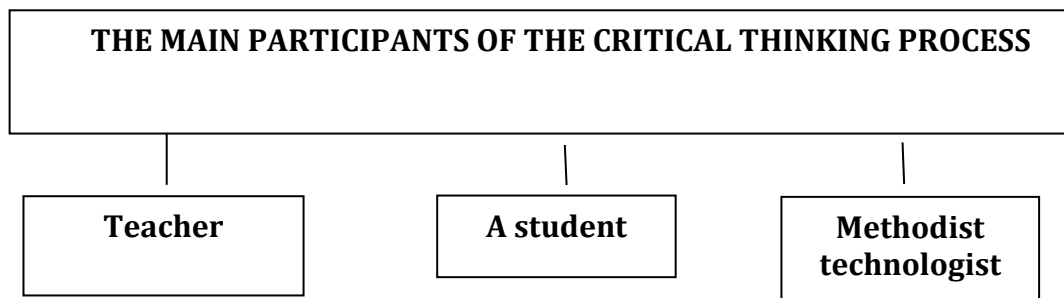 THE MAIN PARTICIPANTS OF THE CRITICAL THINKING PROCESS
Teacher
A student
Methodist
technologist